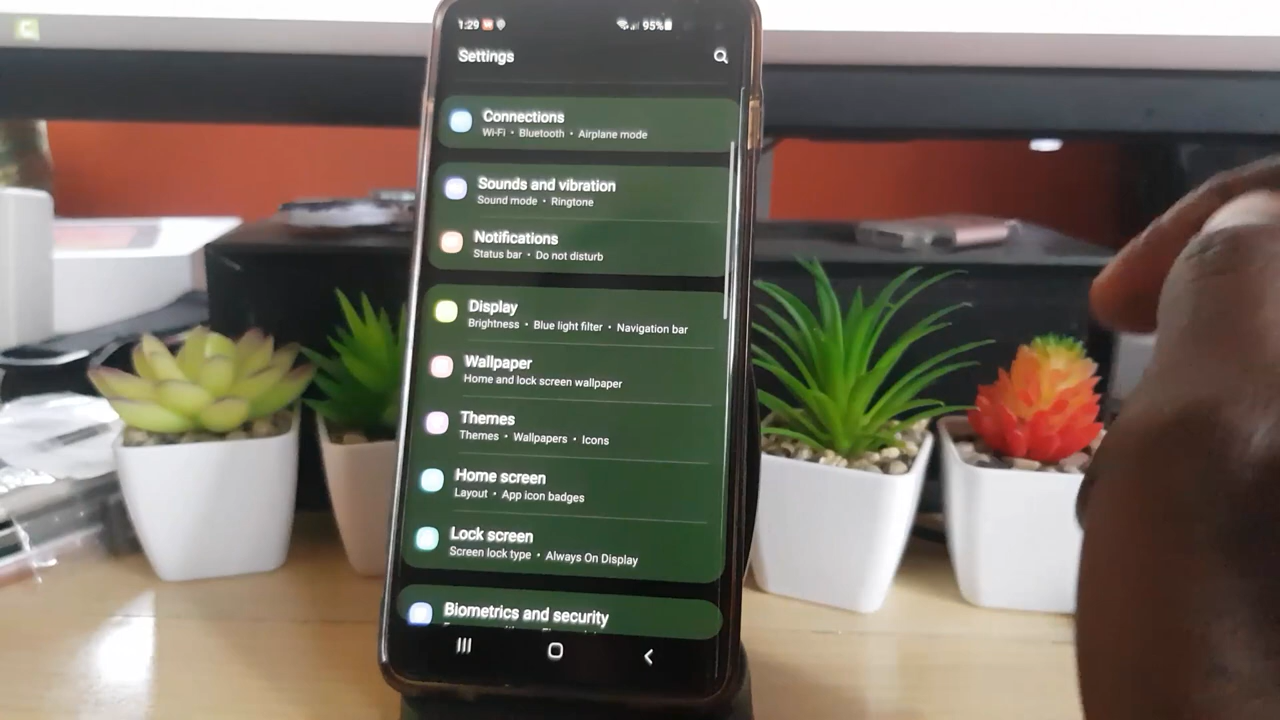 1:29
95%
Settings
Connections
Wi-Fi • Bluetooth • Airplane mode
Sounds and vibration
Sound mode • Ringtone
Notifications
Status bar • Do not disturb
Display
Brightness • Blue light filter • Navigation bar
Wallpaper
Home and lock screen wallpaper
Themes
Themes • Wallpapers • Icons
Home screen
Layout • App icon badges
Lock screen
Screen lock type • Always On Display
Biometrics and security